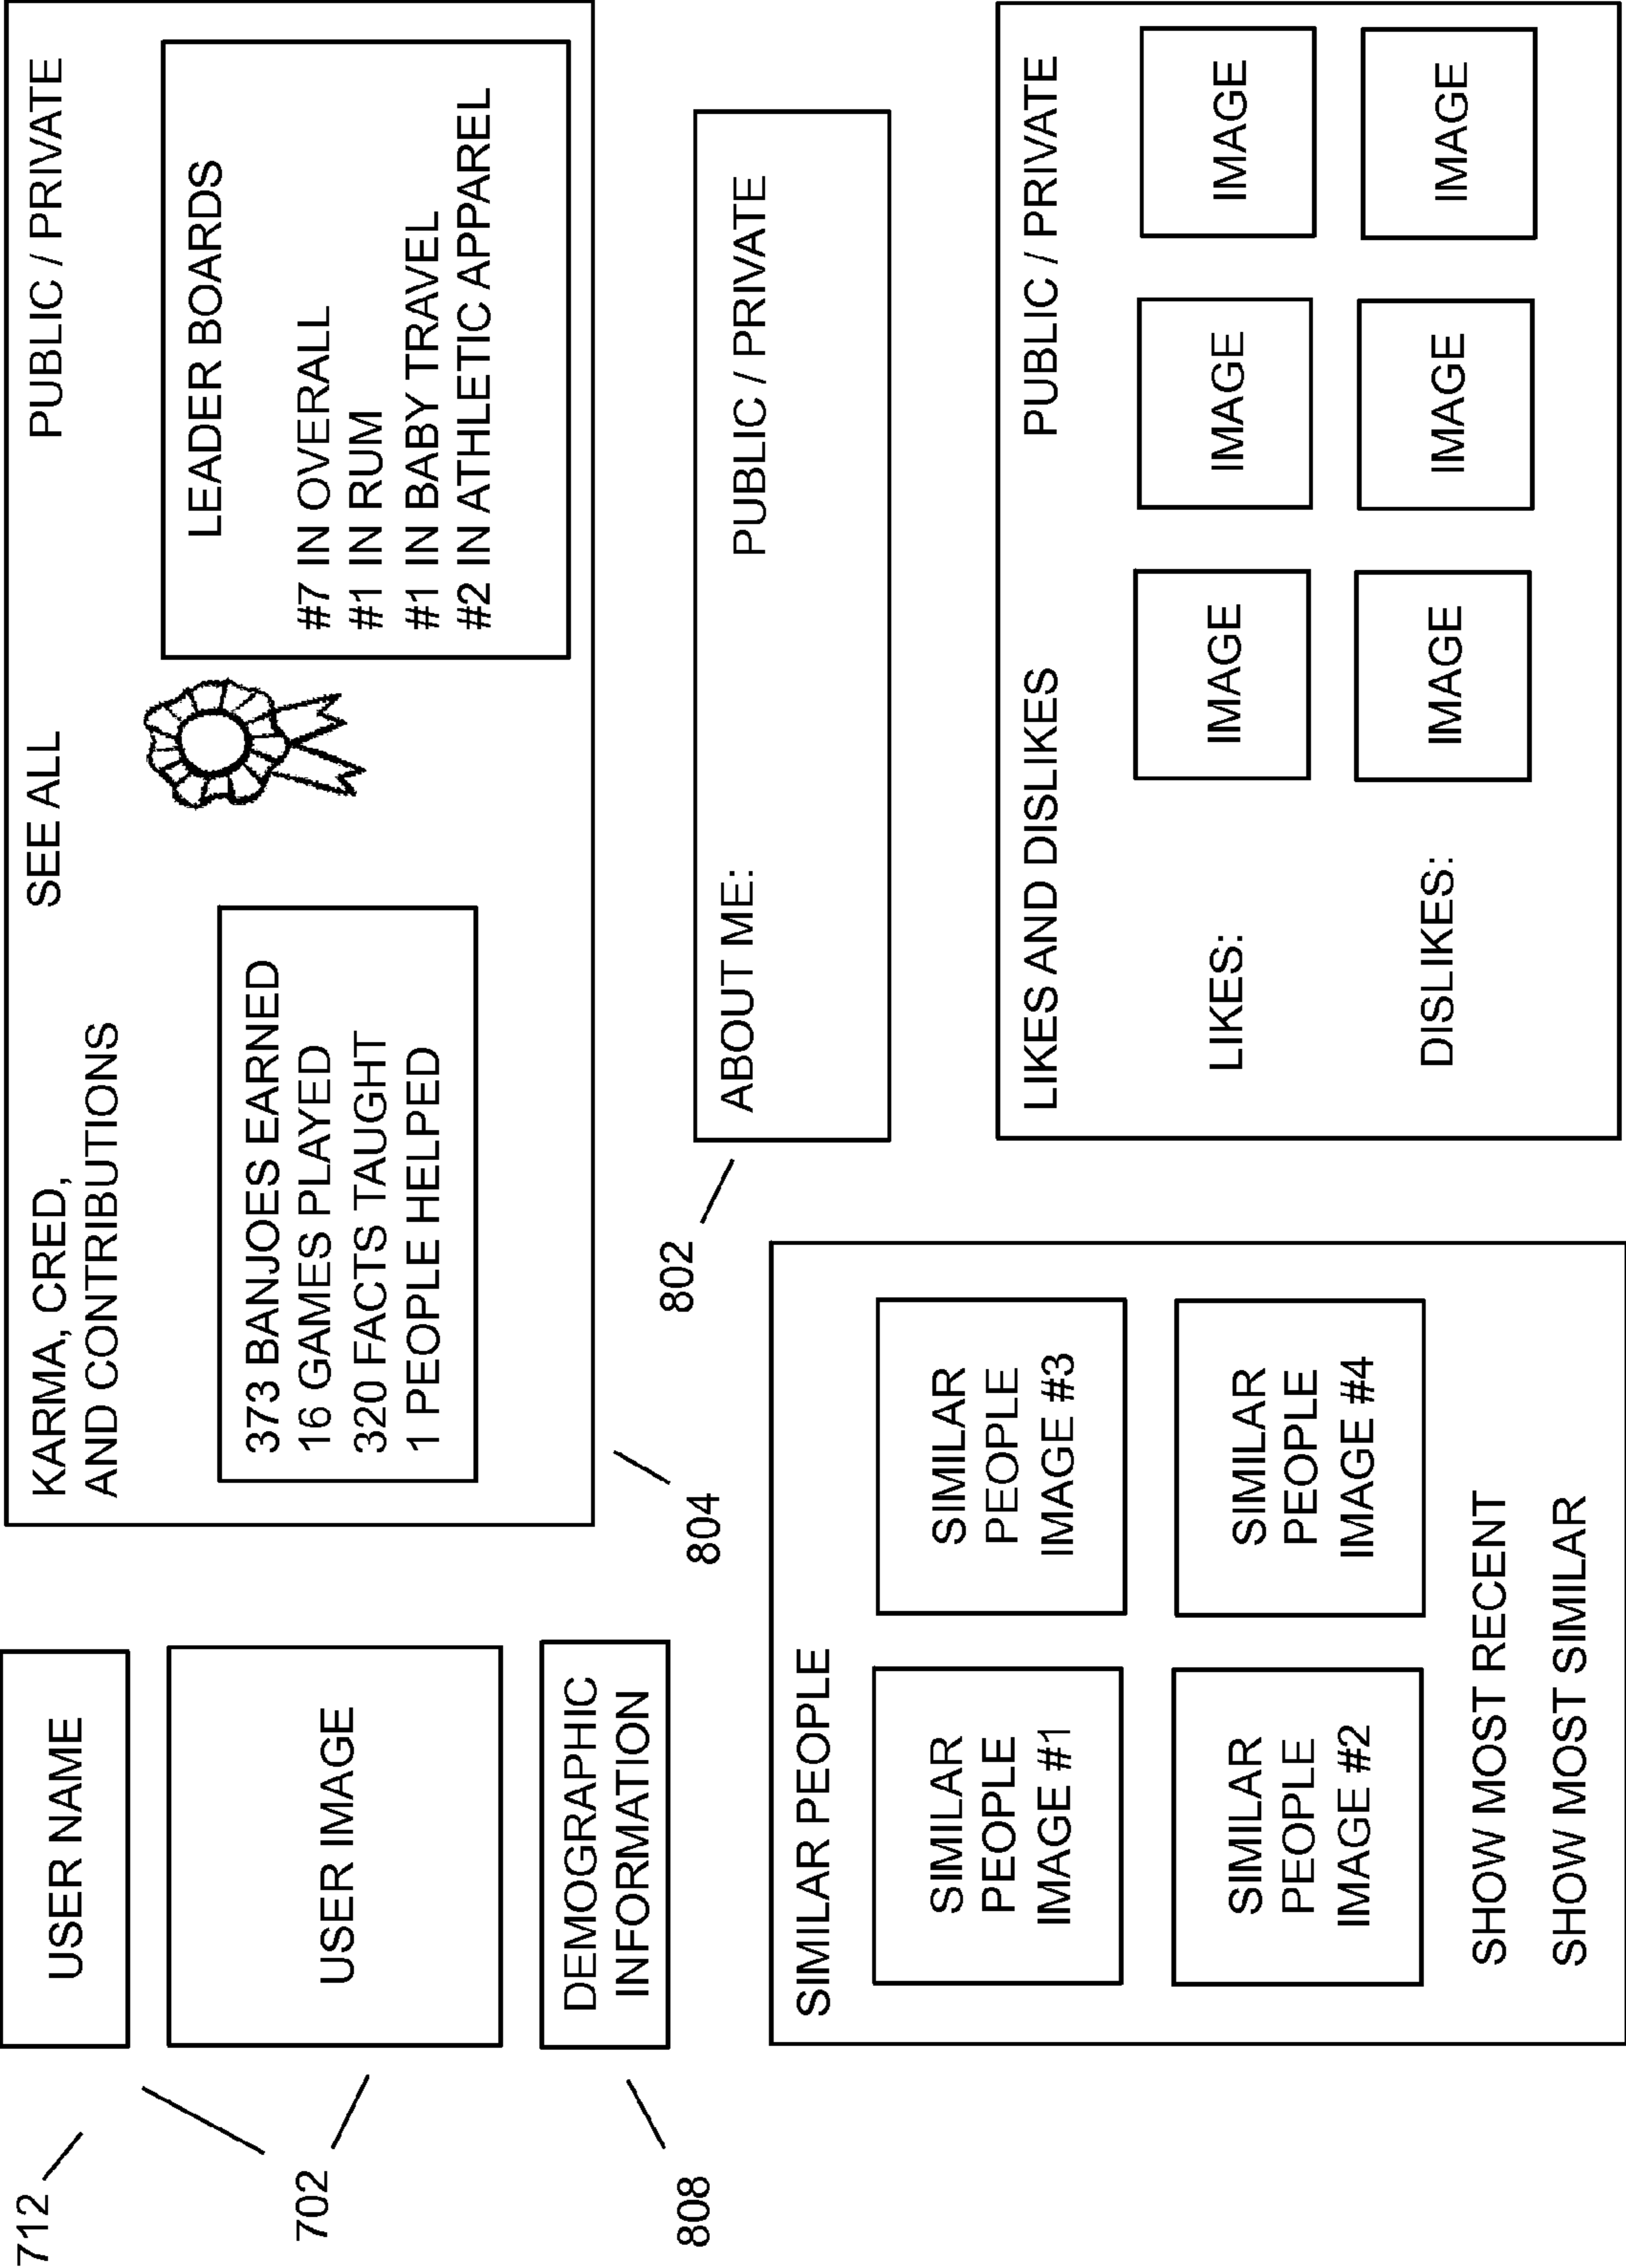 712
702
808
USER NAME
USER IMAGE
DEMOGRAPHIC
INFORMATION
804
KARMA, CRED,
AND CONTRIBUTIONS
SEE ALL
PUBLIC / PRIVATE
373 BANJOES EARNED
16 GAMES PLAYED
320 FACTS TAUGHT
1 PEOPLE HELPED
LEADER BOARDS
#7 IN OVERALL
#1 IN RUM
#1 IN BABY TRAVEL
#2 IN ATHLETIC APPAREL
802
ABOUT ME:
PUBLIC / PRIVATE
SIMILAR PEOPLE
SIMILAR
PEOPLE
IMAGE #1
SIMILAR
PEOPLE
IMAGE #3
SIMILAR
PEOPLE
IMAGE #2
SIMILAR
PEOPLE
IMAGE #4
SHOW MOST RECENT
SHOW MOST SIMILAR
LIKES AND DISLIKES
PUBLIC / PRIVATE
LIKES:
IMAGE
IMAGE
IMAGE
DISLIKES:
IMAGE
IMAGE
IMAGE